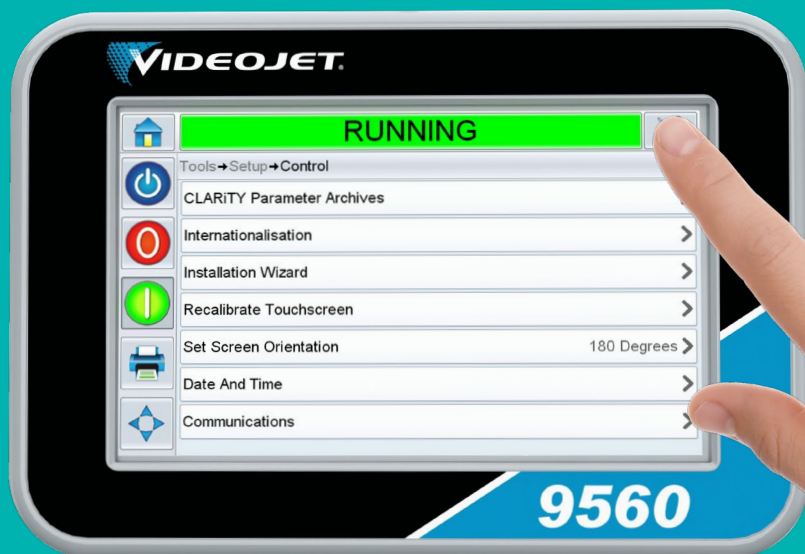 VIDEOJET.
RUNNING
Tools→Setup→Control
CLARiTY Parameter Archives
Internationalisation
Installation Wizard
Recalibrate Touchscreen
Set Screen Orientation 180 Degrees
Date And Time
Communications
9560